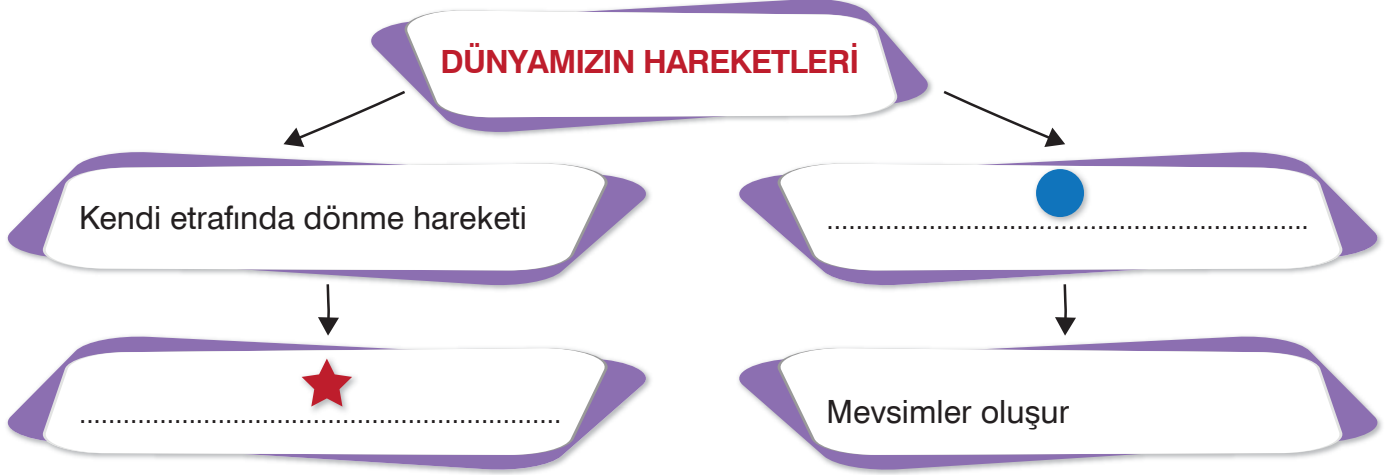 DÜNYAMIZIN HAREKETLERİ
Kendi etrafında dönme hareketi
..................................................................
..................................................................
Mevsimler oluşur